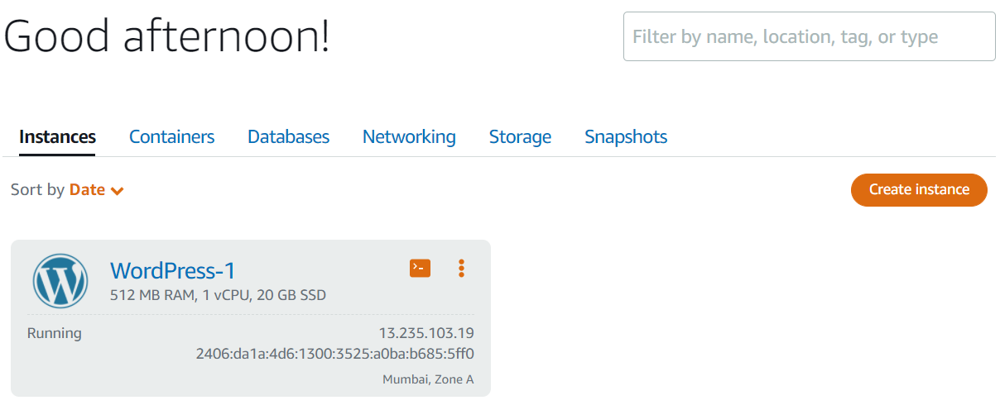 Good afternoon!
Filter by name, location, tag, or type
Instances Containers Databases Networking Storage Snapshots
Sort by Date
Create instance
WordPress-1
512 MB RAM, 1 vCPU, 20 GB SSD
Running 13.235.103.19
2406:da1a:4d6:1300:3525:a0ba:b685:5ff0
Mumbai, Zone A